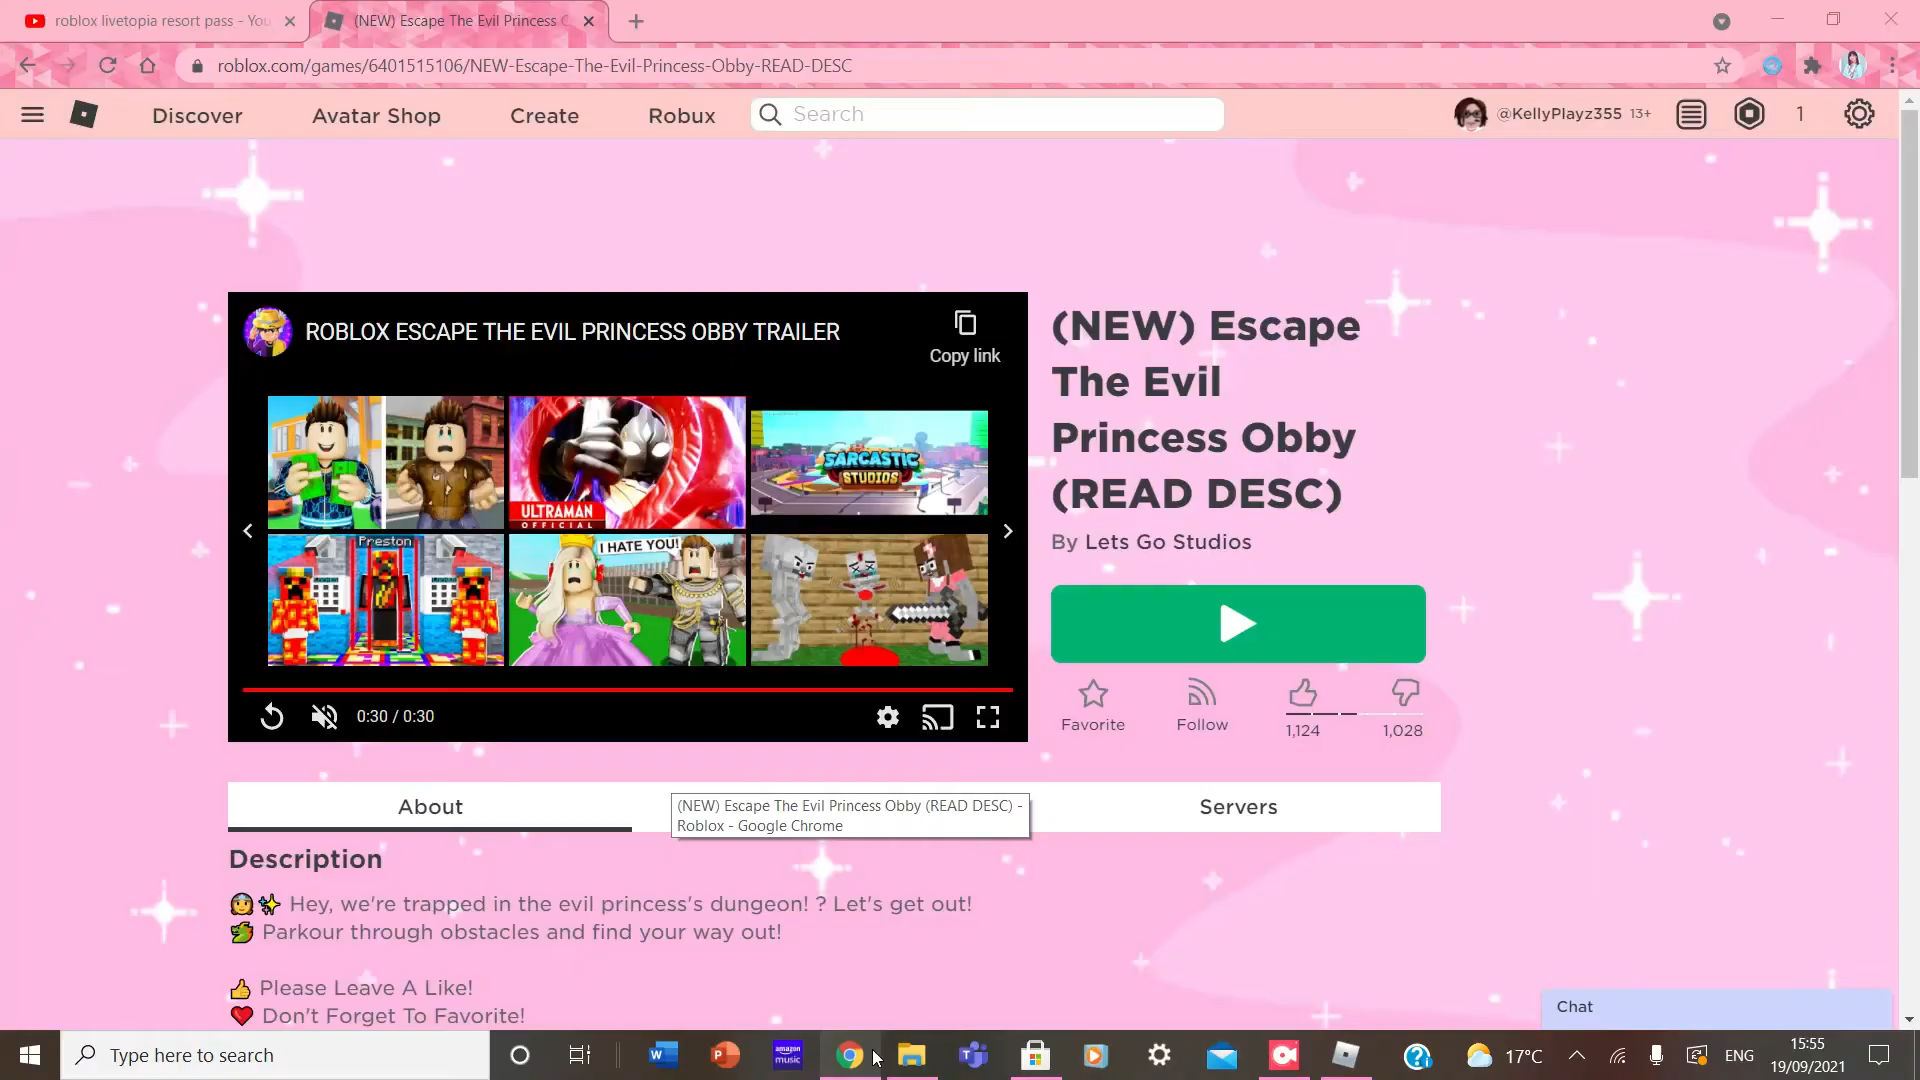 roblox livetopia resort pass - You
(NEW) Escape The Evil Princess O
roblox.com/games/6401515106/NEW-Escape-The-Evil-Princess-Obby-READ-DESC
Discover
Avatar Shop
Create
Robux
Search
@KellyPlayz355 13+
1
ROBLOX ESCAPE THE EVIL PRINCESS OBBY TRAILER
Copy link
ULTRAMAN
OFFICIAL
SARCASTIC
STUDIOS
Preston
I HATE YOU!
0:30 / 0:30
(NEW) Escape
The Evil
Princess Obby
(READ DESC)
By Lets Go Studios
Favorite
Follow
1,124
1,028
About
(NEW) Escape The Evil Princess Obby (READ DESC) -
Roblox - Google Chrome
Servers
Description
👸✨ Hey, we're trapped in the evil princess's dungeon! ? Let's get out!
🐲 Parkour through obstacles and find your way out!
👍 Please Leave A Like!
❤️ Don't Forget To Favorite!
Chat
Type here to search
amazon
music
17°C
ENG
15:55
19/09/2021